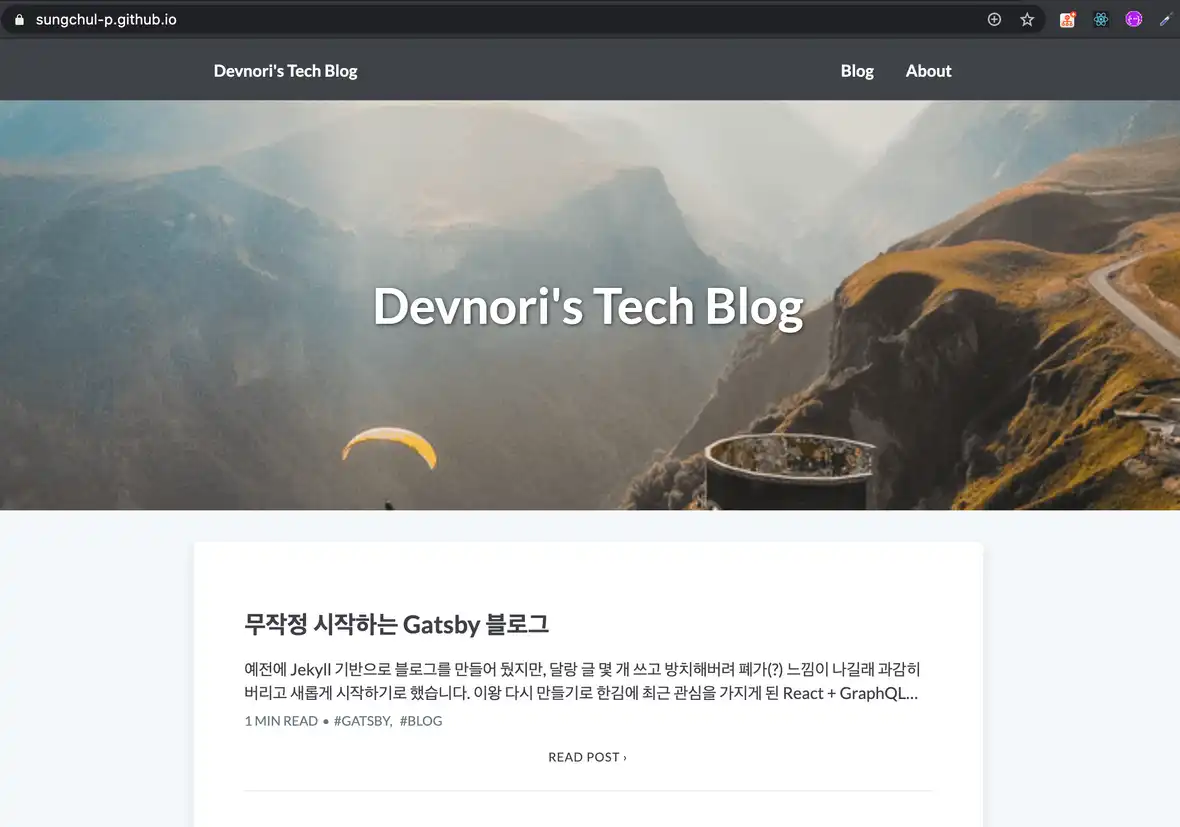 sungchul-p.github.io
Devnori's Tech Blog
Blog
About
Devnori's Tech Blog
무작정 시작하는 Gatsby 블로그
예전에 Jekyll 기반으로 블로그를 만들어 뒀지만, 달랑 글 몇 개 쓰고 방치해버려 폐가(?) 느낌이 나길래 과감히
버리고 새롭게 시작하기로 했습니다. 이왕 다시 만들기로 한김에 최근 관심을 가지게 된 React + GraphQL...
1 MIN READ • #GATSBY, #BLOG
READ POST ›